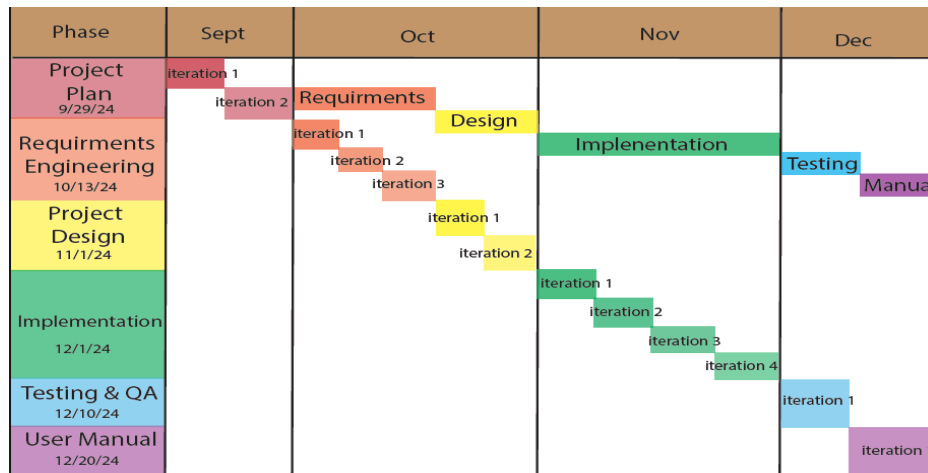 Phase
Sept
Oct
Nov
Dec
Project
Plan
9/29/24
iteration 1
iteration 2
Requirments
Design
Implenentation
Testing
Manua
Requirments
Engineering
10/13/24
iteration 1
iteration 2
iteration 3
Project
Design
11/1/24
iteration 1
iteration 2
Implementation
12/1/24
iteration 1
iteration 2
iteration 3
iteration 4
Testing & QA
12/10/24
iteration 1
User Manual
12/20/24
iteration